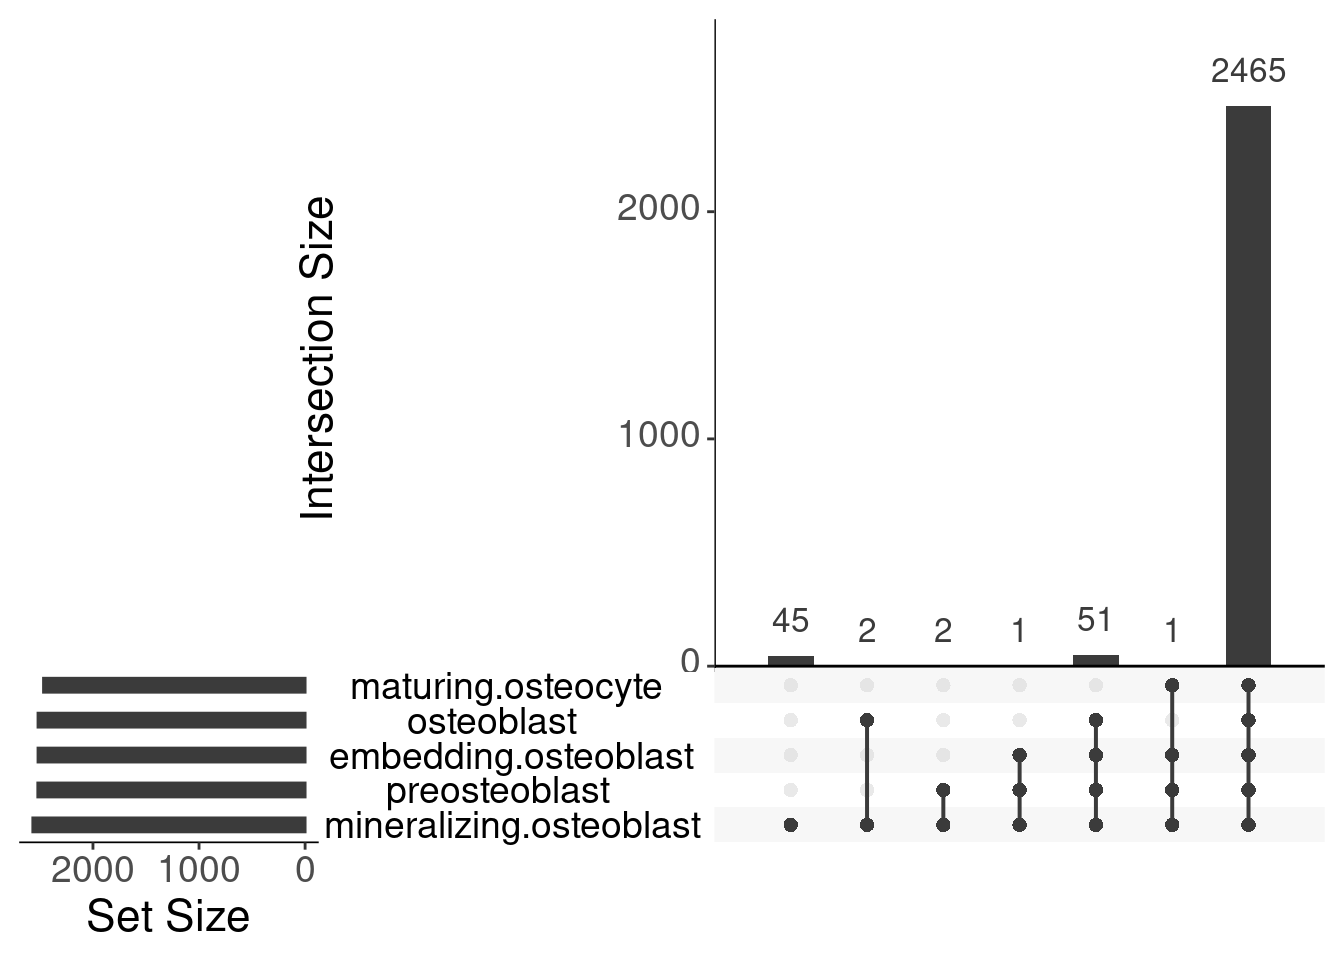 2465
2000
1000
0
45 2 2 1 51 1
Intersection Size
maturing.osteocyte
osteoblast
embedding.osteoblast
preosteoblast
mineralizing.osteoblast
2000 1000 0
Set Size